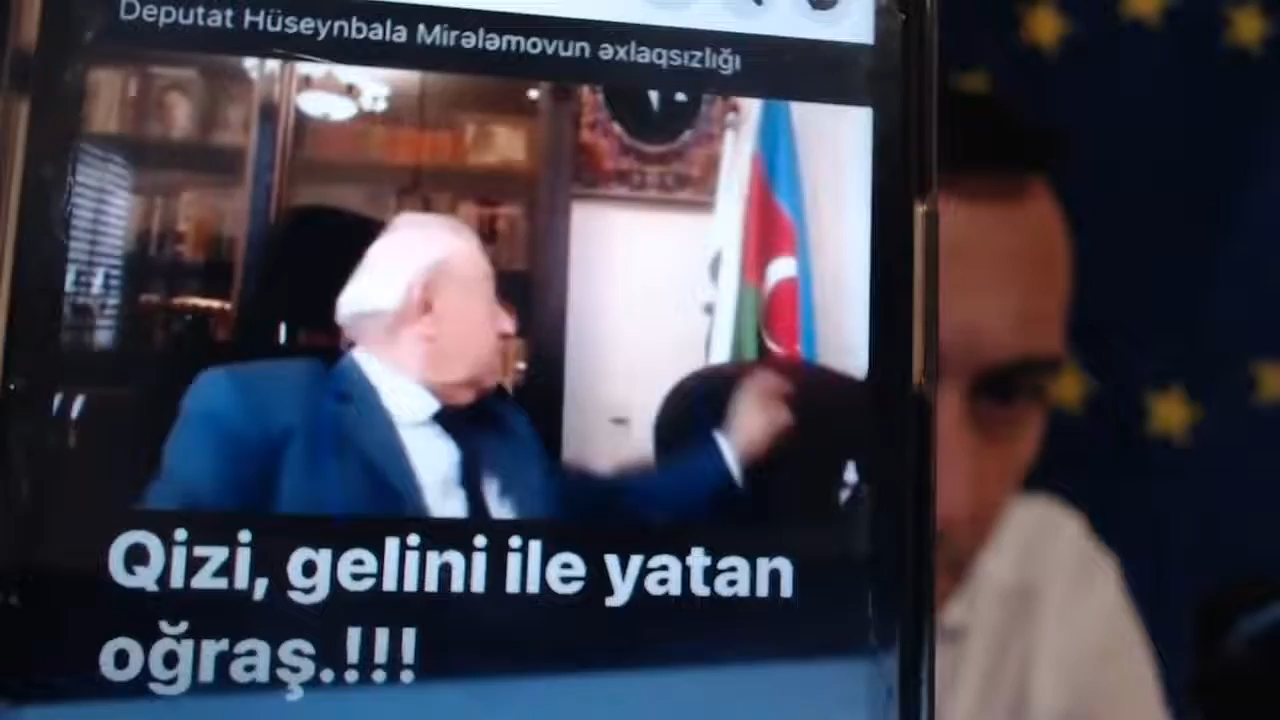 Deputat Hüseynbala Mirələmovun əxlaqsızlığı
Qizi, gelini ile yatan
oğraş.!!!